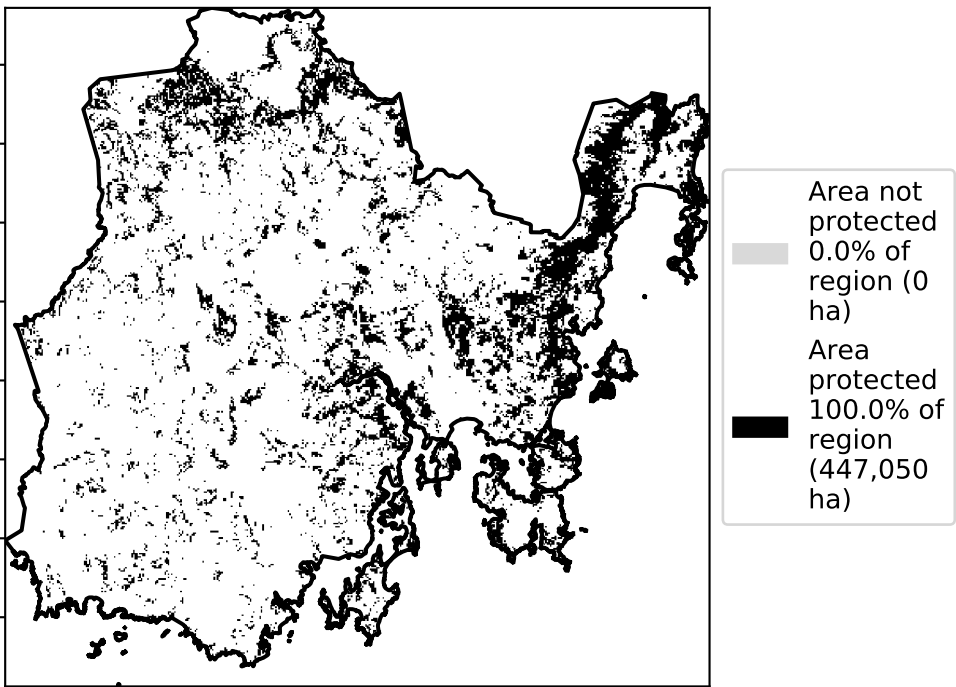 Area not
protected
0.0% of
region (0
ha)
Area
protected
100.0% of
region
(447,050
ha)